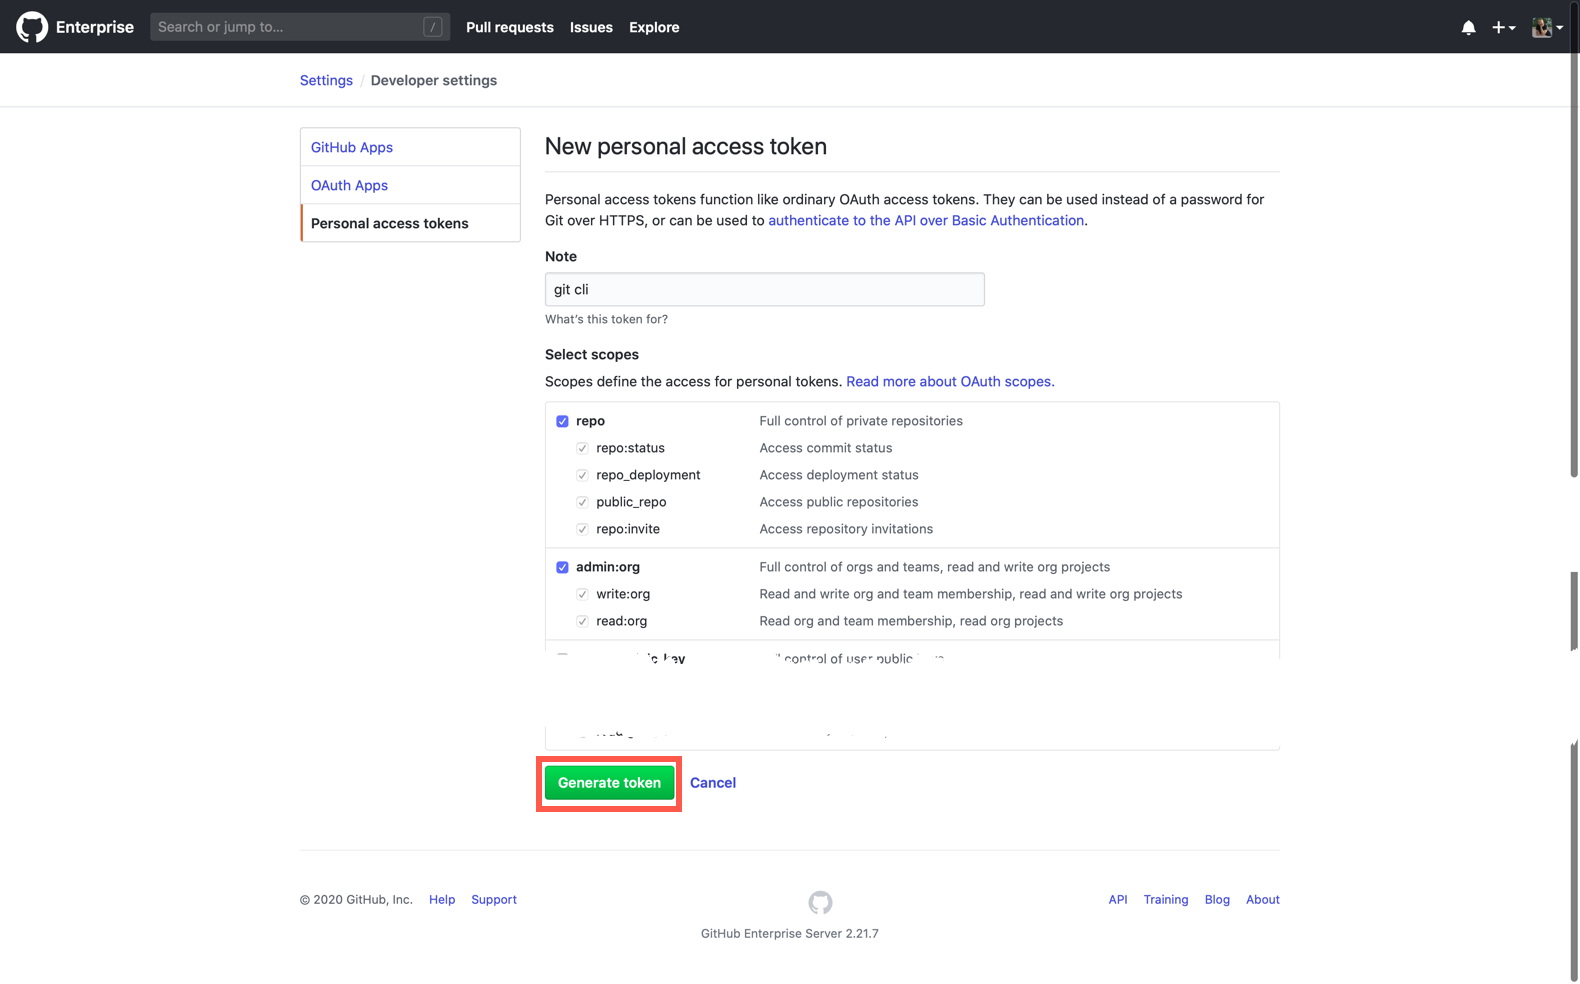 Enterprise
Search or jump to...
/
Pull requests
Issues
Explore
Settings / Developer settings
GitHub Apps
OAuth Apps
Personal access tokens
New personal access token
Personal access tokens function like ordinary OAuth access tokens. They can be used instead of a password for
Git over HTTPS, or can be used to authenticate to the API over Basic Authentication.
Note
git cli
What's this token for?
Select scopes
Scopes define the access for personal tokens. Read more about OAuth scopes.
repo Full control of private repositories
repo:status Access commit status
repo_deployment Access deployment status
public_repo Access public repositories
repo:invite Access repository invitations
admin:org Full control of orgs and teams, read and write org projects
write:org Read and write org and team membership, read and write org projects
read:org Read org and team membership, read org projects
control of user public
Generate token Cancel
© 2020 GitHub, Inc. Help Support
API Training Blog About
GitHub Enterprise Server 2.21.7